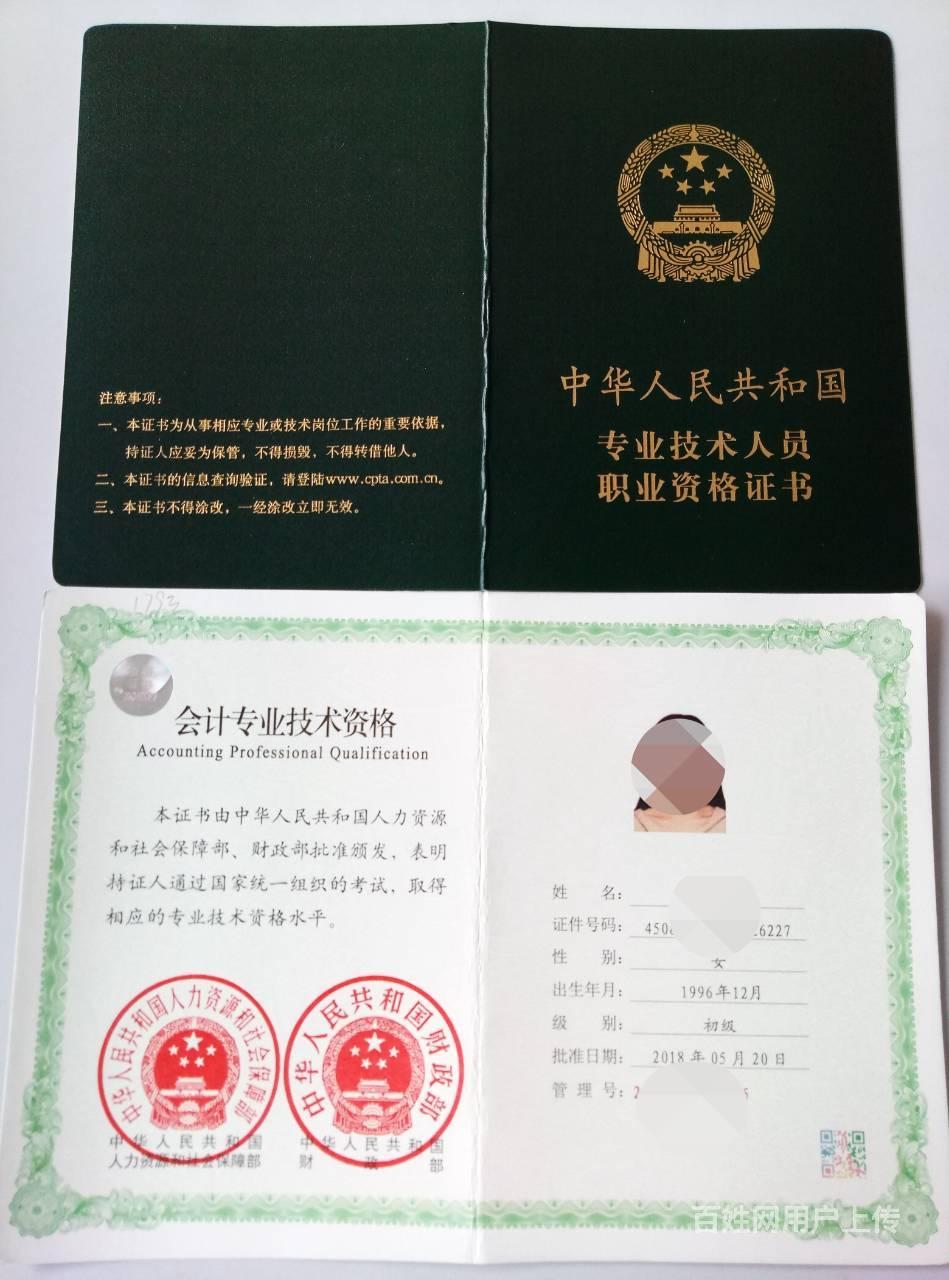 中华人民共和国
专业技术人员
职业资格证书
注意事项：
一、本证书为从事相应专业或技术岗位工作的重要依据，
持证人应妥为保管，不得损毁，不得转借他人。
二、本证书的信息查询验证，请登陆www.cpta.com.cn。
三、本证书不得涂改，一经涂改立即无效。
会计专业技术资格
Accounting Professional Qualification
本证书由中华人民共和国人力资源
和社会保障部、财政部批准颁发，表明
持证人通过国家统一组织的考试，取得
相应的专业技术资格水平。
中华人民共和国人力资源和社会保障部
中华人民共和国财政部
中华人民共和国
人力资源和社会保障部
中华人民共和国
财政部
姓名：
证件号码：450 6227
性别：女
出生年月：1996年12月
级别：初级
批准日期：2018年05月20日
管理号：2 5
百姓网用户上传